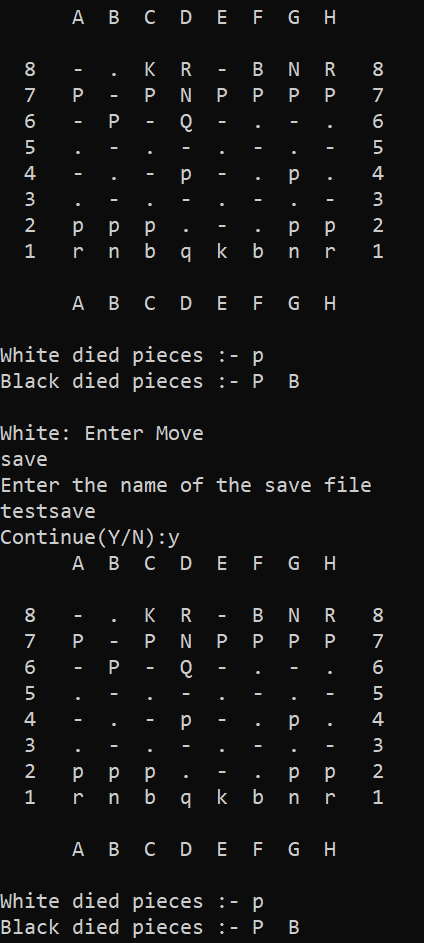 A B C D E F G H
8 - . K R - B N R 8
7 P - P N P P P P 7
6 - P - Q - . - . 6
5 . - . - . - . - 5
4 - . - p - . p . 4
3 . - . - . - . - 3
2 p p p . - . p p 2
1 r n b q k b n r 1
A B C D E F G H
White died pieces :- p
Black died pieces :- P B
White: Enter Move
save
Enter the name of the save file
testsave
Continue(Y/N):y
A B C D E F G H
8 - . K R - B N R 8
7 P - P N P P P P 7
6 - P - Q - . - . 6
5 . - . - . - . - 5
4 - . - p - . p . 4
3 . - . - . - . - 3
2 p p p . - . p p 2
1 r n b q k b n r 1
A B C D E F G H
White died pieces :- p
Black died pieces :- P B